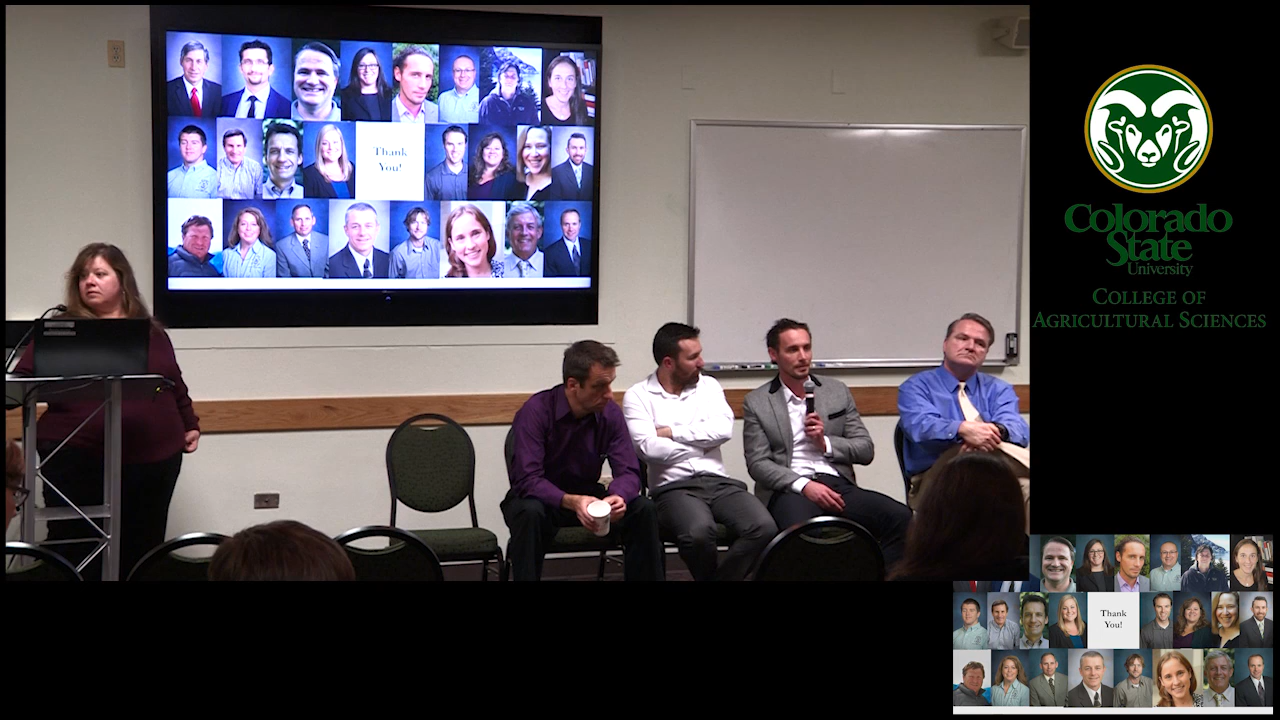 Thank
You!
Colorado
State
University
COLLEGE OF
AGRICULTURAL SCIENCES
Thank
You!